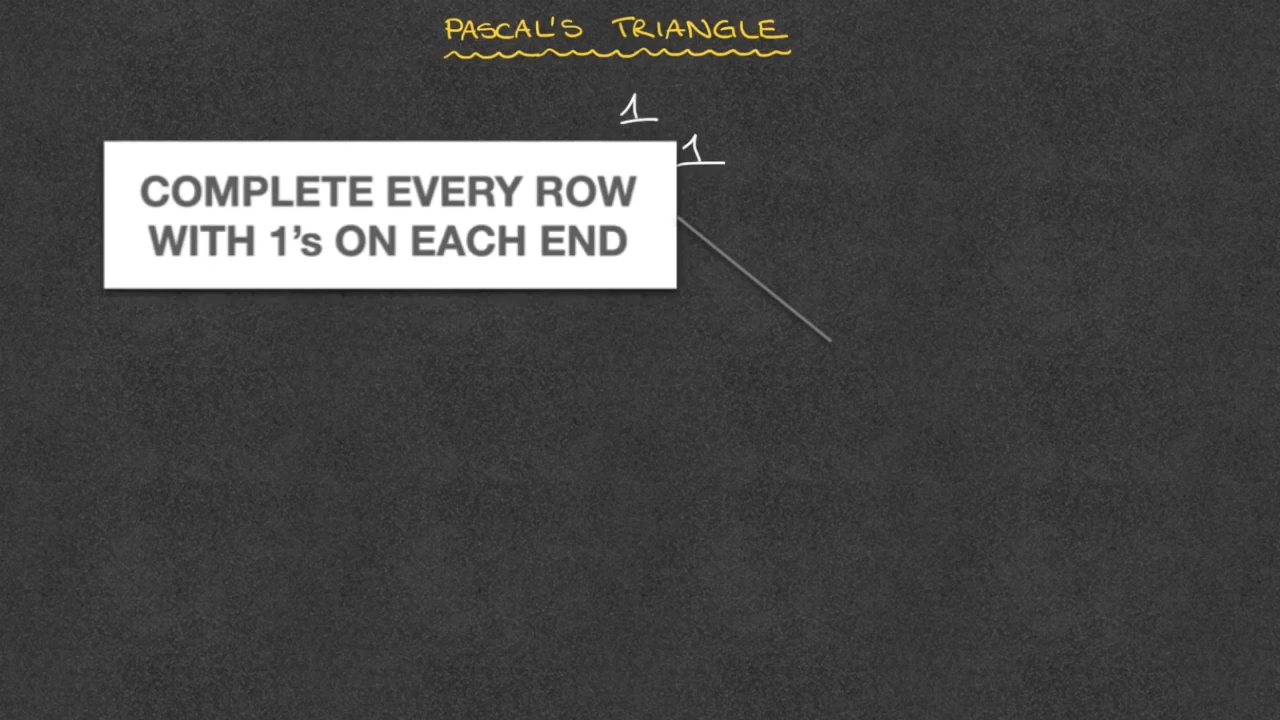 PASCAL'S TRIANGLE
1
1
COMPLETE EVERY ROW
WITH 1's ON EACH END